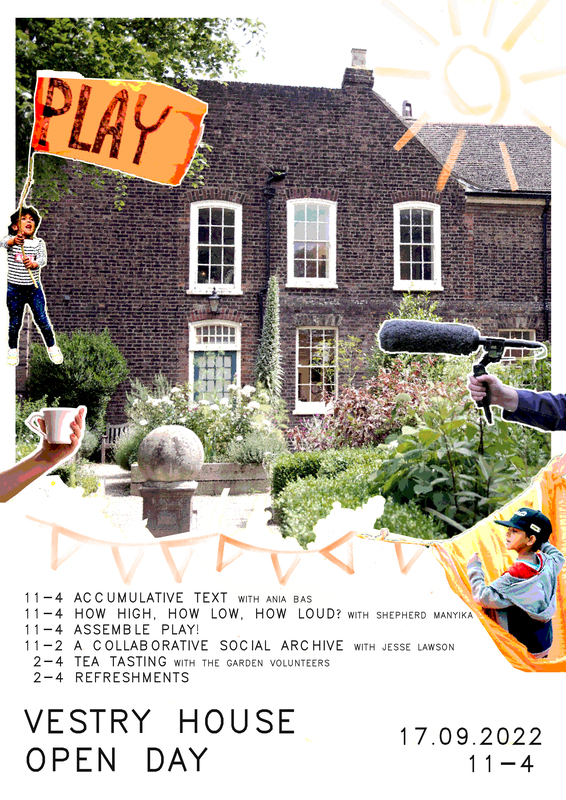 PLAY
11-4 ACCUMULATIVE TEXT WITH ANIA BAS
11-4 HOW HIGH, HOW LOW, HOW LOUD? WITH SHEPHERD MANYIKA
11-4 ASSEMBLE PLAY!
11-2 A COLLABORATIVE SOCIAL ARCHIVE WITH JESSE LAWSON
2-4 TEA TASTING WITH THE GARDEN VOLUNTEERS
2-4 REFRESHMENTS
VESTRY HOUSE
OPEN DAY
17.09.2022
11-4